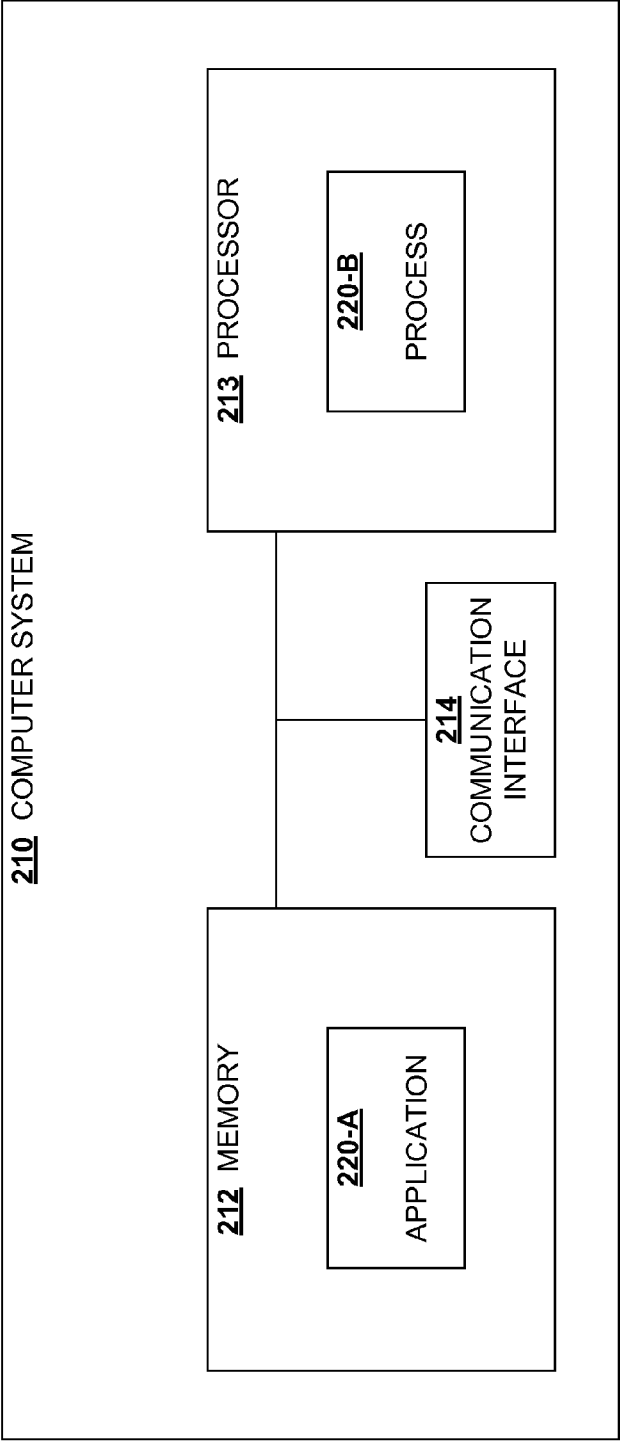 210 COMPUTER SYSTEM
212 MEMORY
220-A
APPLICATION
214
COMMUNICATION
INTERFACE
213 PROCESSOR
220-B
PROCESS